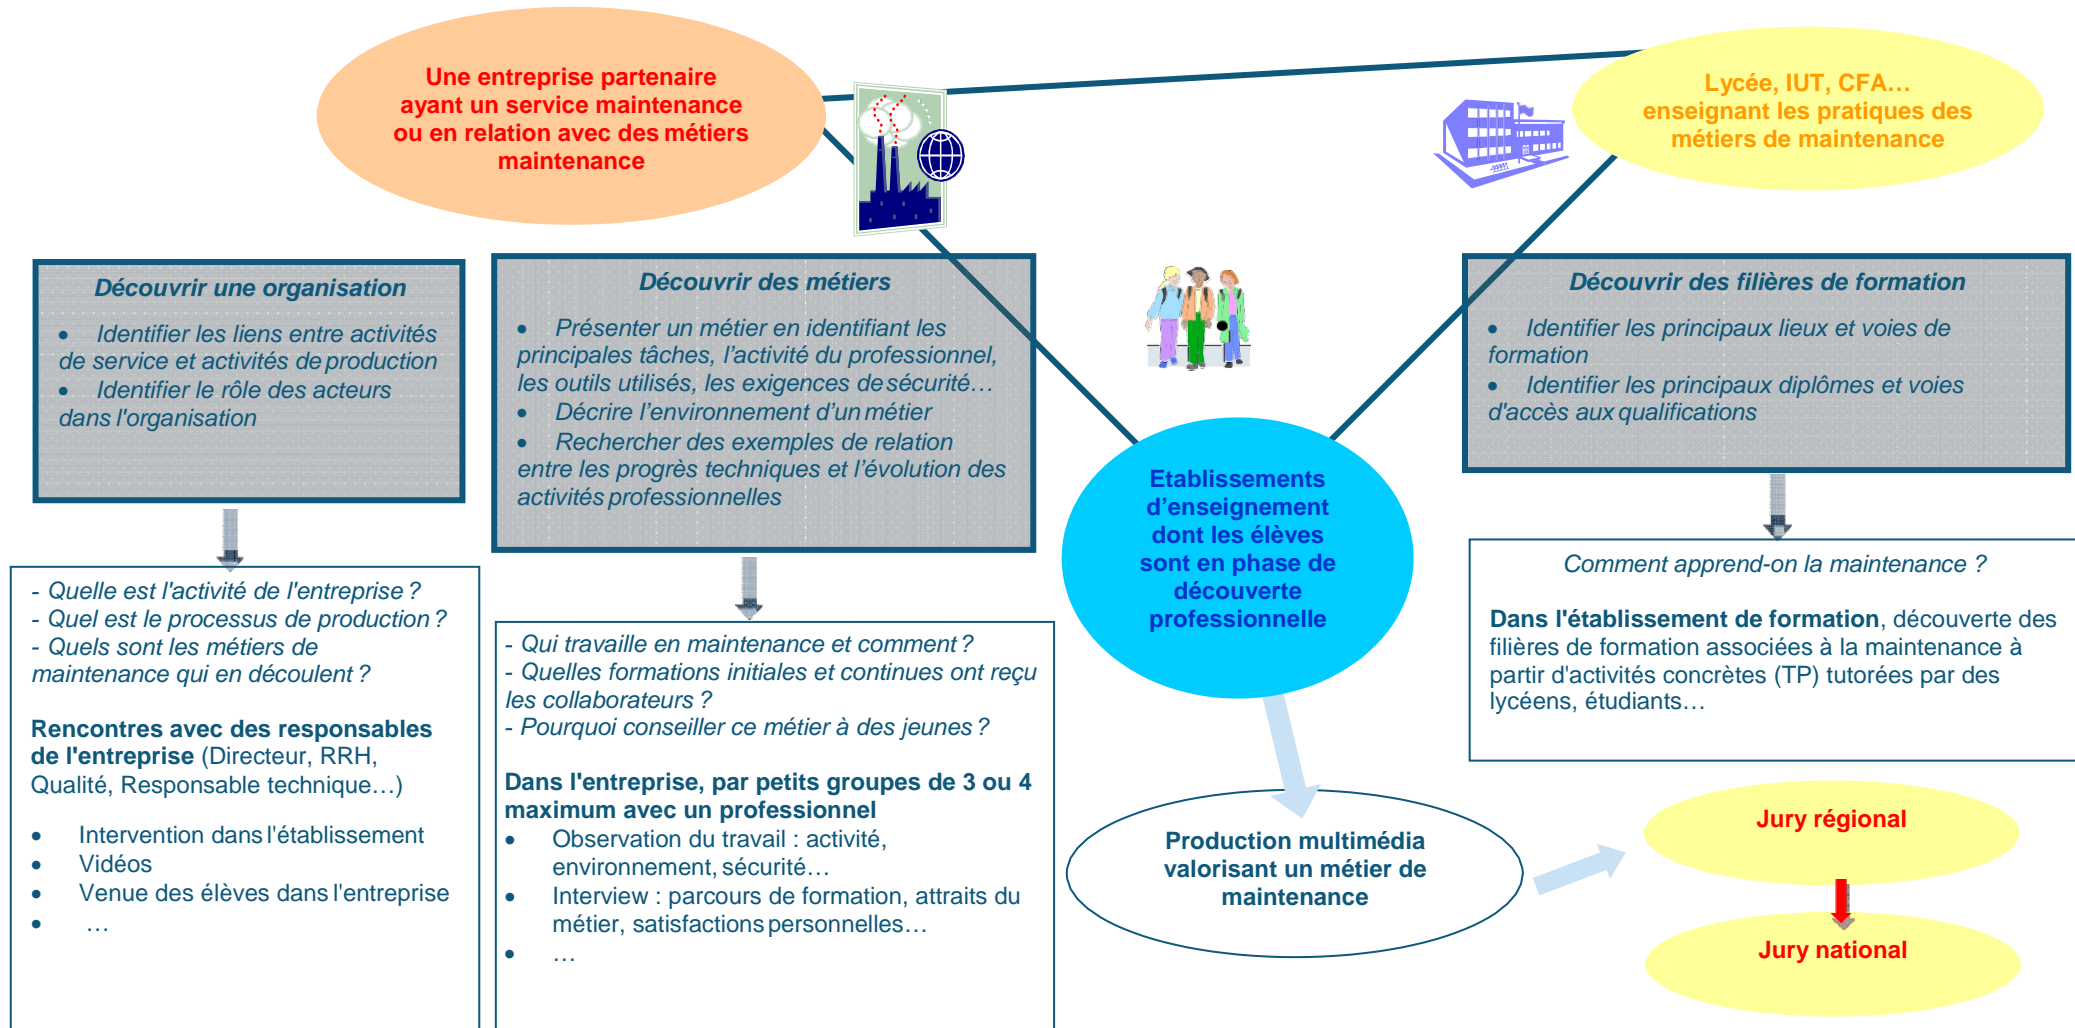 Une entreprise partenaire
ayant un service maintenance
ou en relation avec des métiers
maintenance
Lycée, IUT, CFA…
enseignant les pratiques des
métiers de maintenance
Découvrir une organisation
• Identifier les liens entre activités
de service et activités de production
• Identifier le rôle des acteurs
dans l'organisation
Découvrir des métiers
• Présenter un métier en identifiant les
principales tâches, l’activité du professionnel,
les outils utilisés, les exigences de sécurité…
• Décrire l’environnement d’un métier
• Rechercher des exemples de relation
entre les progrès techniques et l’évolution des
activités professionnelles
Découvrir des filières de formation
• Identifier les principaux lieux et voies de
formation
• Identifier les principaux diplômes et voies
d'accès aux qualifications
Etablissements
d’enseignement
dont les élèves
sont en phase de
découverte
professionnelle
- Quelle est l'activité de l'entreprise ?
- Quel est le processus de production ?
- Quels sont les métiers de
maintenance qui en découlent ?
Rencontres avec des responsables
de l'entreprise (Directeur, RRH,
Qualité, Responsable technique…)
• Intervention dans l'établissement
• Vidéos
• Venue des élèves dans l'entreprise
• …
- Qui travaille en maintenance et comment ?
- Quelles formations initiales et continues ont reçu
les collaborateurs ?
- Pourquoi conseiller ce métier à des jeunes ?
Dans l'entreprise, par petits groupes de 3 ou 4
maximum avec un professionnel
• Observation du travail : activité,
environnement, sécurité…
• Interview : parcours de formation, attraits du
métier, satisfactions personnelles…
• …
Comment apprend-on la maintenance ?
Dans l'établissement de formation, découverte des
filières de formation associées à la maintenance à
partir d'activités concrètes (TP) tutorées par des
lycéens, étudiants…
Production multimédia
valorisant un métier de
maintenance
Jury régional
Jury national